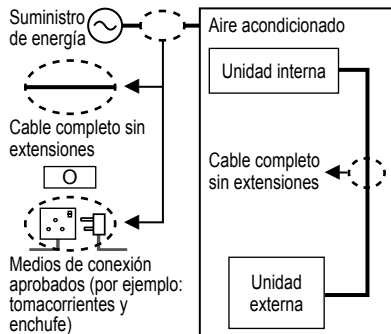 Suministro
de energía
Cable completo sin
extensiones
O
Medios de conexión
aprobados (por ejemplo:
tomacorrientes y
enchufe)
Aire acondicionado
Unidad interna
Cable completo
sin extensiones
Unidad
externa